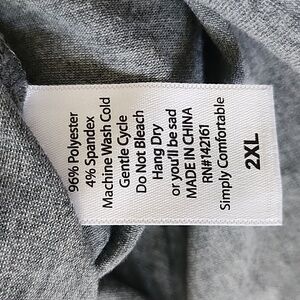 96% Polyester
4% Spandex
Machine Wash Cold
Gentle Cycle
Do Not Bleach
Hang Dry
or you'll be sad
MADE IN CHINA
RN#142161
Simply Comfortable
2XL